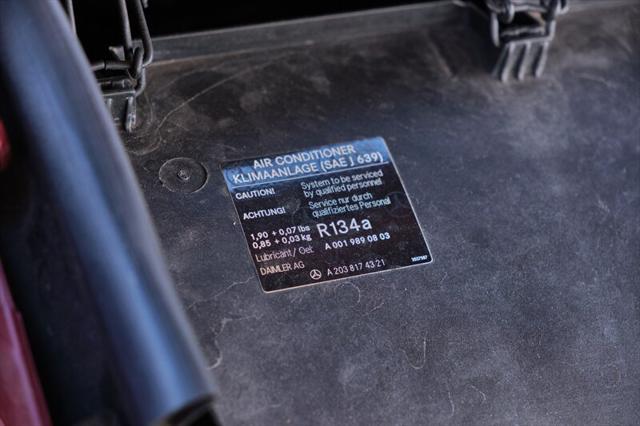 AIR CONDITIONER
KLIMAANLAGE (SAE J 639)
CAUTION! System to be serviced
by qualified personnel
ACHTUNG! Service nur durch
qualifiziertes Personal
1,90 + 0,07 lbs
0,85 + 0,03 kg R134a
Lubricant/ Oel: A 001 989 08 03
DAIMLER AG A 203 817 43 21